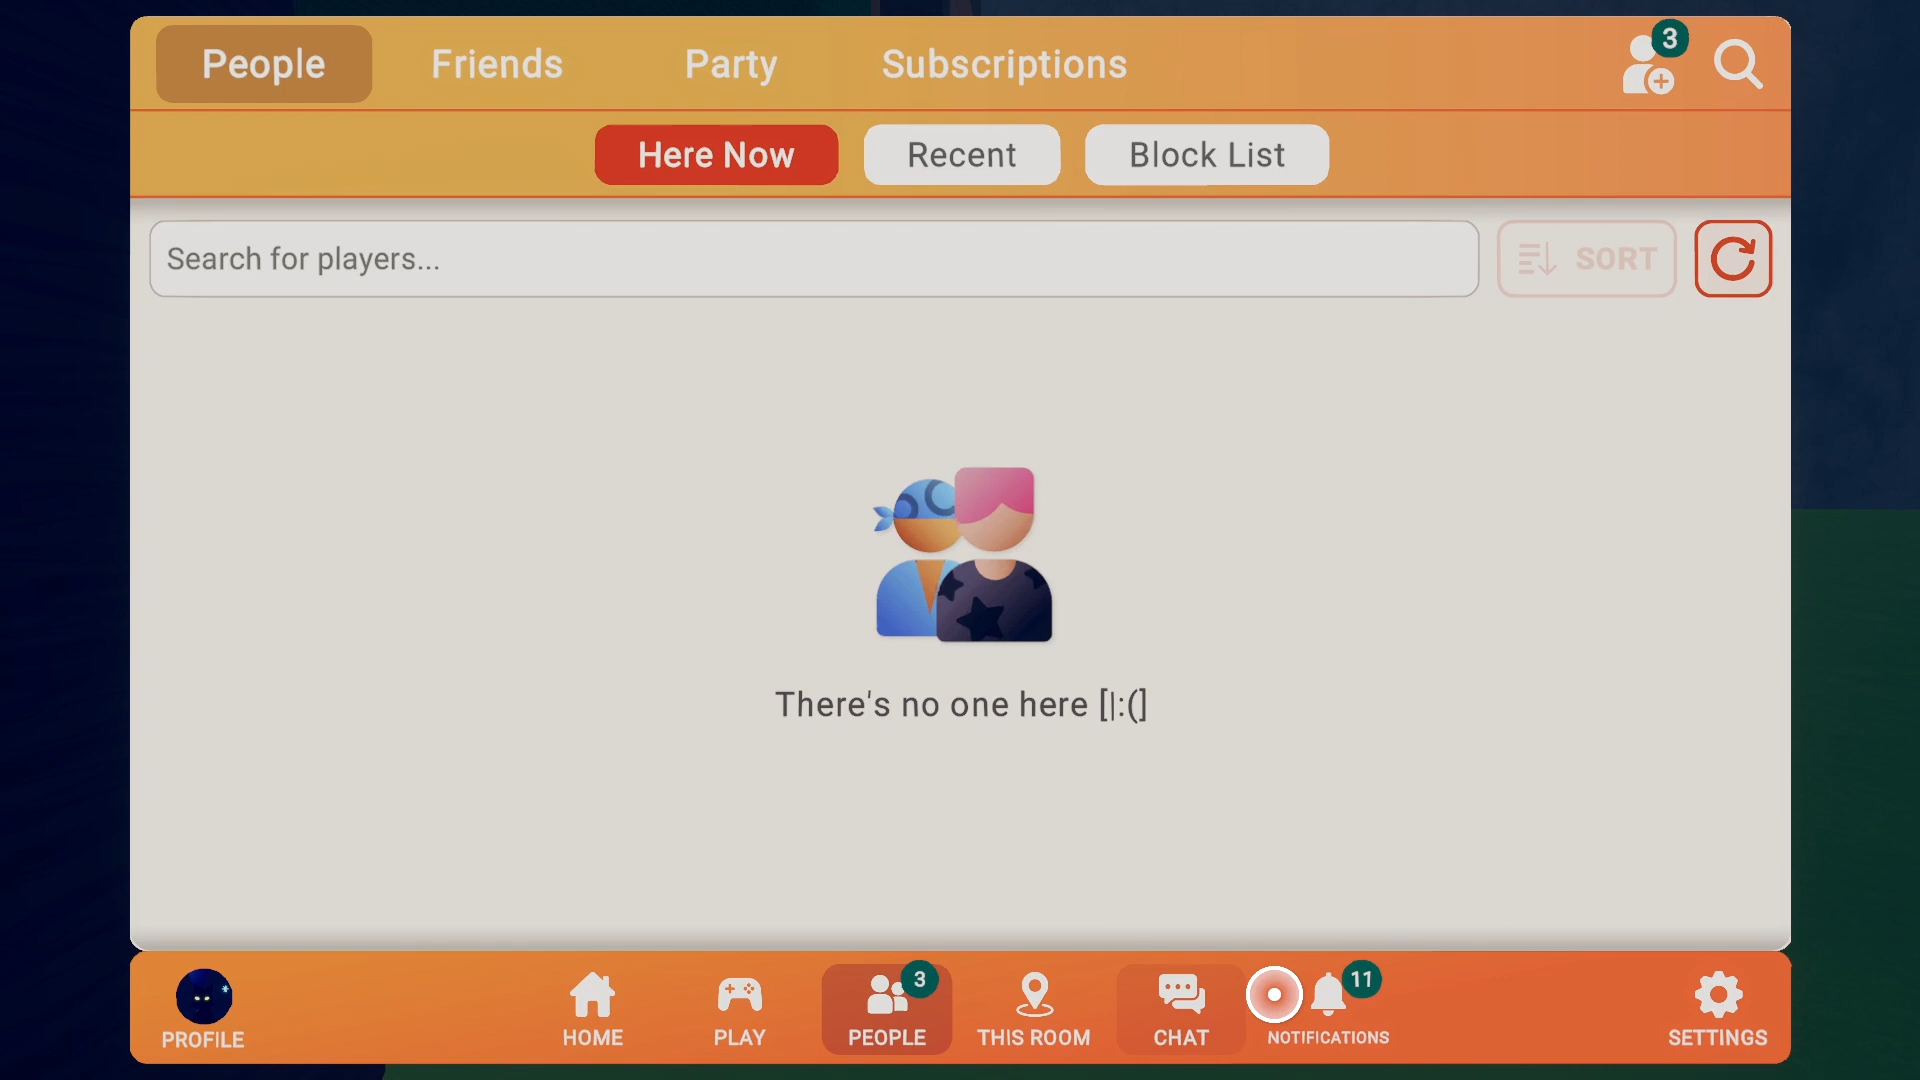 People
Friends
Party
Subscriptions
3
Here Now
Recent
Block List
Search for players...
SORT
There's no one here [|:(]
PROFILE
HOME
PLAY
3
PEOPLE
THIS ROOM
CHAT
11
NOTIFICATIONS
SETTINGS